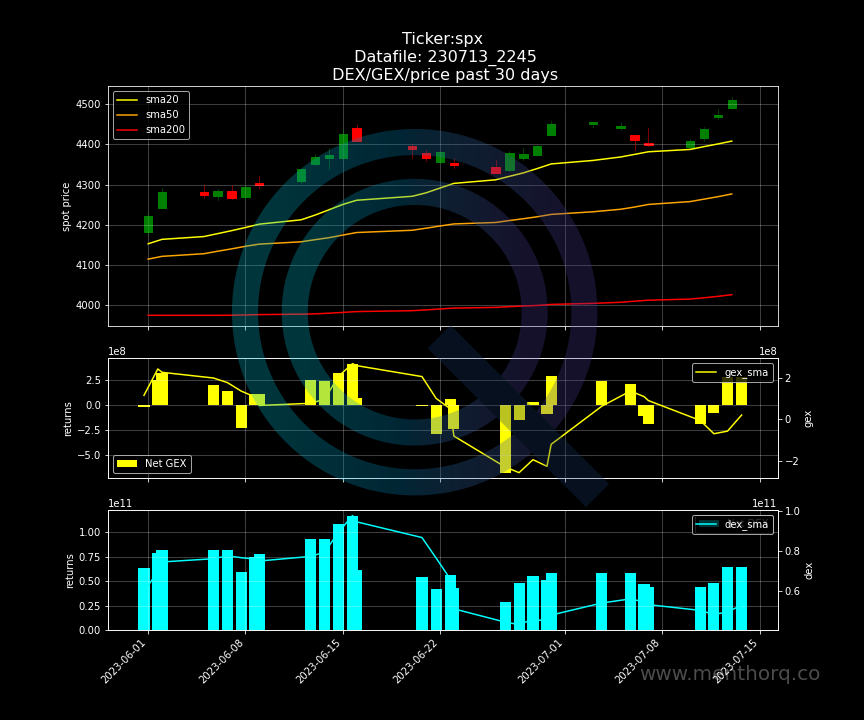 Ticker:spx
Datafile: 230713_2245
DEX/GEX/price past 30 days
sma20
sma50
sma200
spot price
4500
4400
4300
4200
4100
4000
1e8
1e8
gex_sma
Net GEX
returns
2.5
0.0
−2.5
−5.0
gex
2
0
−2
1e11
1e11
dex_sma
returns
1.00
0.75
0.50
0.25
0.00
dex
1.0
0.8
0.6
2023-06-01
2023-06-08
2023-06-15
2023-06-22
2023-07-01
2023-07-08
2023-07-15
www.menthorq.co